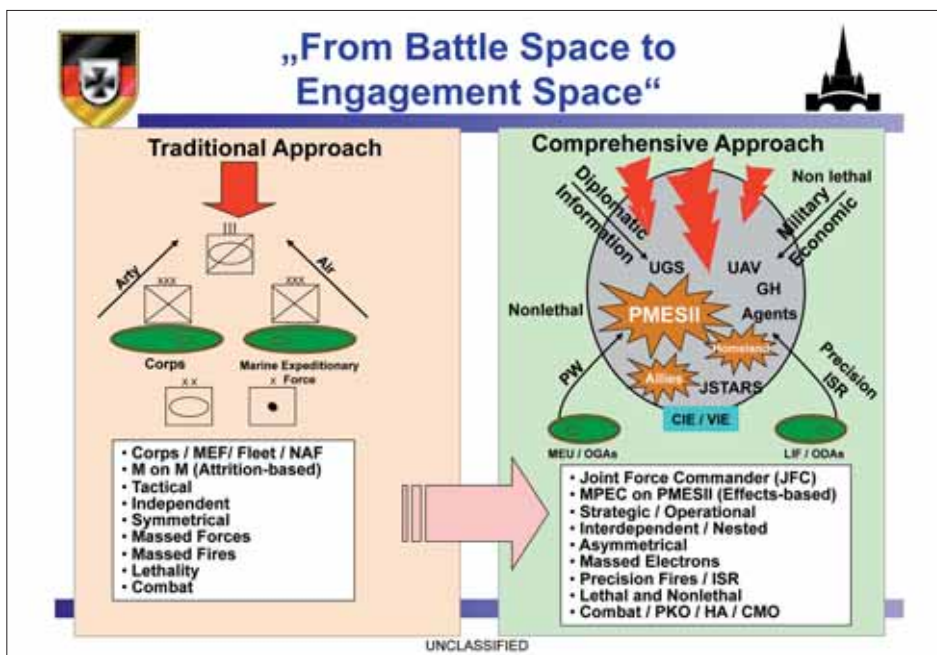 „From Battle Space to
Engagement Space“
Traditional Approach
III
Arty
Air
XXX
XXX
Corps
Marine Expeditionary
Force
X X
X
• Corps / MEF/ Fleet / NAF
• M on M (Attrition-based)
• Tactical
• Independent
• Symmetrical
• Massed Forces
• Massed Fires
• Lethality
• Combat
Comprehensive Approach
Diplomatic
Information
Non lethal
Military
Economic
UGS
UAV
GH
Nonlethal
PMESII
Agents
Homeland
Allies
JSTARS
PW
Precision
ISR
CIE / VIE
MEU / OGAs
LIF / ODAs
• Joint Force Commander (JFC)
• MPEC on PMESII (Effects-based)
• Strategic / Operational
• Interdependent / Nested
• Asymmetrical
• Massed Electrons
• Precision Fires / ISR
• Lethal and Nonlethal
• Combat / PKO / HA / CMO
UNCLASSIFIED